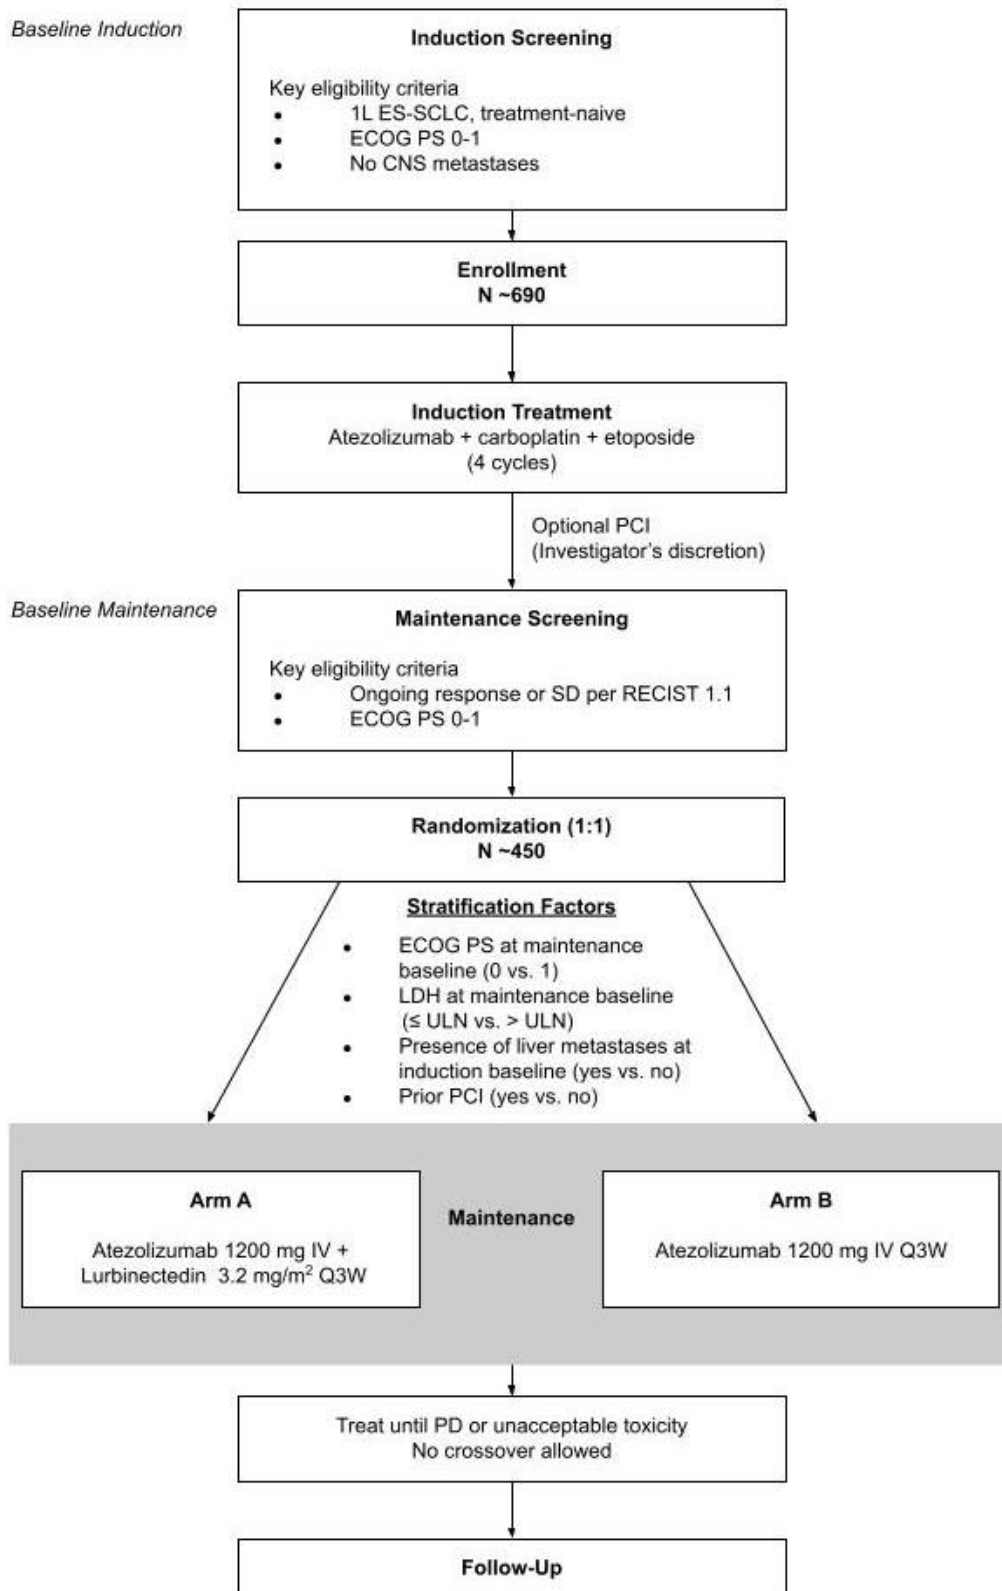 Baseline Induction
Induction Screening
Key eligibility criteria
● 1L ES-SCLC, treatment-naive
● ECOG PS 0-1
● No CNS metastases
Enrollment
N ~690
Induction Treatment
Atezolizumab + carboplatin + etoposide
(4 cycles)
Optional PCI
(Investigator's discretion)
Baseline Maintenance
Maintenance Screening
Key eligibility criteria
● Ongoing response or SD per RECIST 1.1
● ECOG PS 0-1
Randomization (1:1)
N ~450
Stratification Factors
● ECOG PS at maintenance
baseline (0 vs. 1)
● LDH at maintenance baseline
(≤ ULN vs. > ULN)
● Presence of liver metastases at
induction baseline (yes vs. no)
● Prior PCI (yes vs. no)
Arm A
Atezolizumab 1200 mg IV +
Lurbinectedin 3.2 mg/m² Q3W
Maintenance
Arm B
Atezolizumab 1200 mg IV Q3W
Treat until PD or unacceptable toxicity
No crossover allowed
Follow-Up